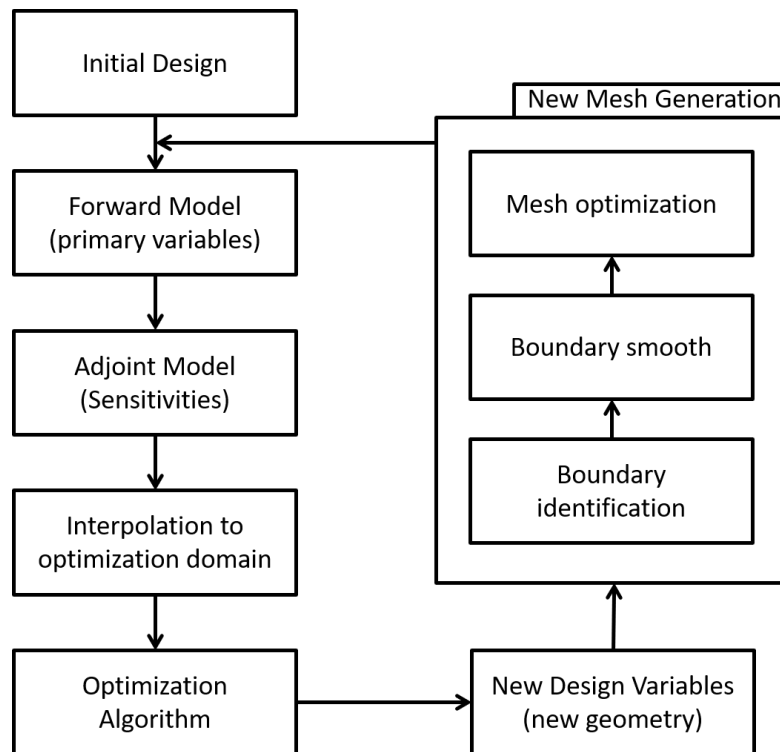 Initial Design
New Mesh Generation
Forward Model
(primary variables)
Mesh optimization
Adjoint Model
(Sensitivities)
Boundary smooth
Interpolation to
optimization domain
Boundary
identification
Optimization
Algorithm
New Design Variables
(new geometry)